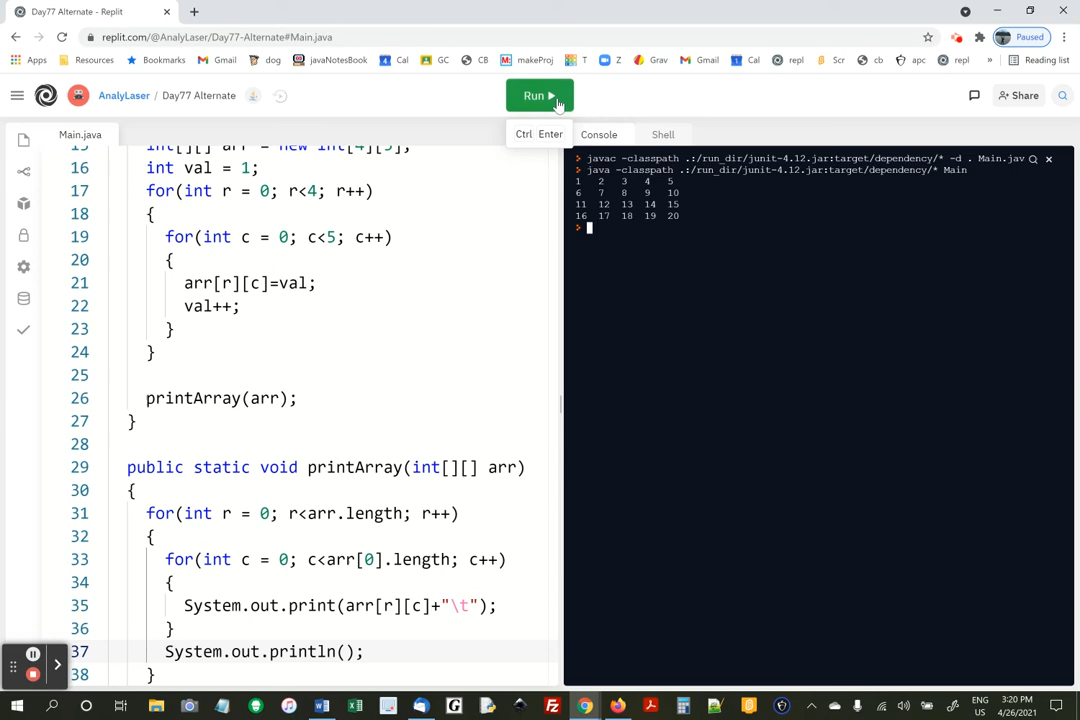 Day77 Alternate - Replit
replit.com/@AnalyLaser/Day77-Alternate#Main.java
Paused
Apps Resources Bookmarks Gmail dog javaNotebook Cal GC CB makeProj T Z Grav Gmail Cal repl Scr cb apc repl » Reading list
AnalyLaser / Day77 Alternate
Run
Share
Ctrl Enter
Main.java
Console
Shell
15 int[][] arr = new int[4][5];
16 int val = 1;
17 for(int r = 0; r<4; r++)
18 {
19 for(int c = 0; c<5; c++)
20 {
21 arr[r][c]=val;
22 val++;
23 }
24 }
25
26 printArray(arr);
27 }
28
29 public static void printArray(int[][] arr)
30 {
31 for(int r = 0; r<arr.length; r++)
32 {
33 for(int c = 0; c<arr[0].length; c++)
34 {
35 System.out.print(arr[r][c]+"\t");
36 }
37 System.out.println();
38 }
javac -classpath .:/run_dir/junit-4.12.jar:target/dependency/* -d . Main.jav
java -classpath .:/run_dir/junit-4.12.jar:target/dependency/* Main
1 2 3 4 5
6 7 8 9 10
11 12 13 14 15
16 17 18 19 20
ENG
US
3:20 PM
4/26/2021